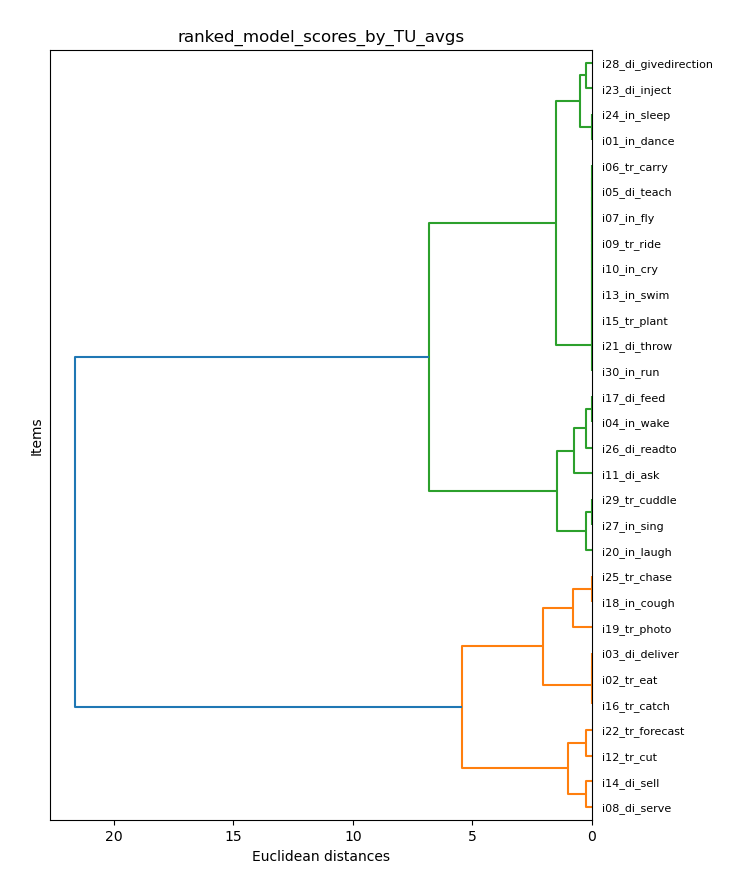 ranked_model_scores_by_TU_avgs
i28_di_givedirection
i23_di_inject
i24_in_sleep
i01_in_dance
i06_tr_carry
i05_di_teach
i07_in_fly
i09_tr_ride
i10_in_cry
i13_in_swim
i15_tr_plant
i21_di_throw
i30_in_run
i17_di_feed
i04_in_wake
i26_di_readto
i11_di_ask
i29_tr_cuddle
i27_in_sing
i20_in_laugh
i25_tr_chase
i18_in_cough
i19_tr_photo
i03_di_deliver
i02_tr_eat
i16_tr_catch
i22_tr_forecast
i12_tr_cut
i14_di_sell
i08_di_serve
Items
20 15 10 5 0
Euclidean distances